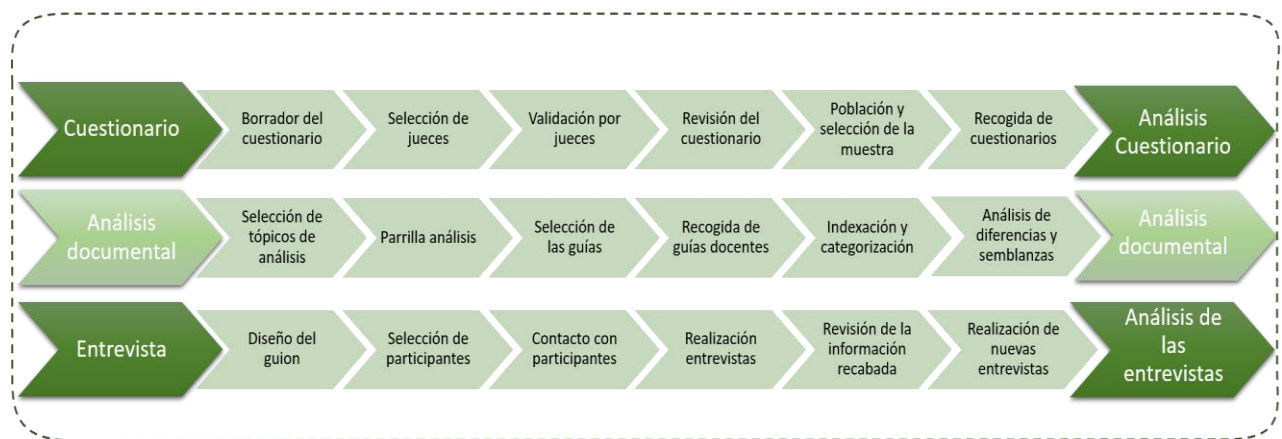 Cuestionario
Borrador del
cuestionario
Selección de
jueces
Validación por
jueces
Revisión del
cuestionario
Población y
selección de la
muestra
Recogida de
cuestionarios
Análisis
Cuestionario
Análisis
documental
Selección de
tópicos de
análisis
Parrilla análisis
Selección de
las guías
Recogida de
guías docentes
Indexación y
categorización
Análisis de
diferencias y
semblanzas
Análisis
documental
Entrevista
Diseño del
guion
Selección de
participantes
Contacto con
participantes
Realización
entrevistas
Revisión de la
información
recabada
Realización de
nuevas
entrevistas
Análisis de
las
entrevistas